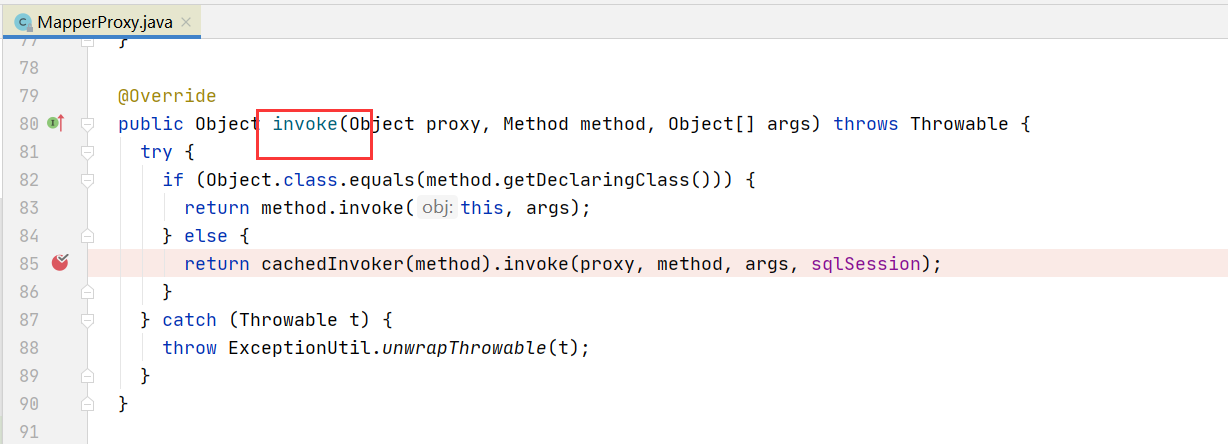 MapperProxy.java
77 }
78
79 @Override
80 public Object invoke(Object proxy, Method method, Object[] args) throws Throwable {
81 try {
82 if (Object.class.equals(method.getDeclaringClass())) {
83 return method.invoke( obj: this, args);
84 } else {
85 return cachedInvoker(method).invoke(proxy, method, args, sqlSession);
86 }
87 } catch (Throwable t) {
88 throw ExceptionUtil.unwrapThrowable(t);
89 }
90 }
91